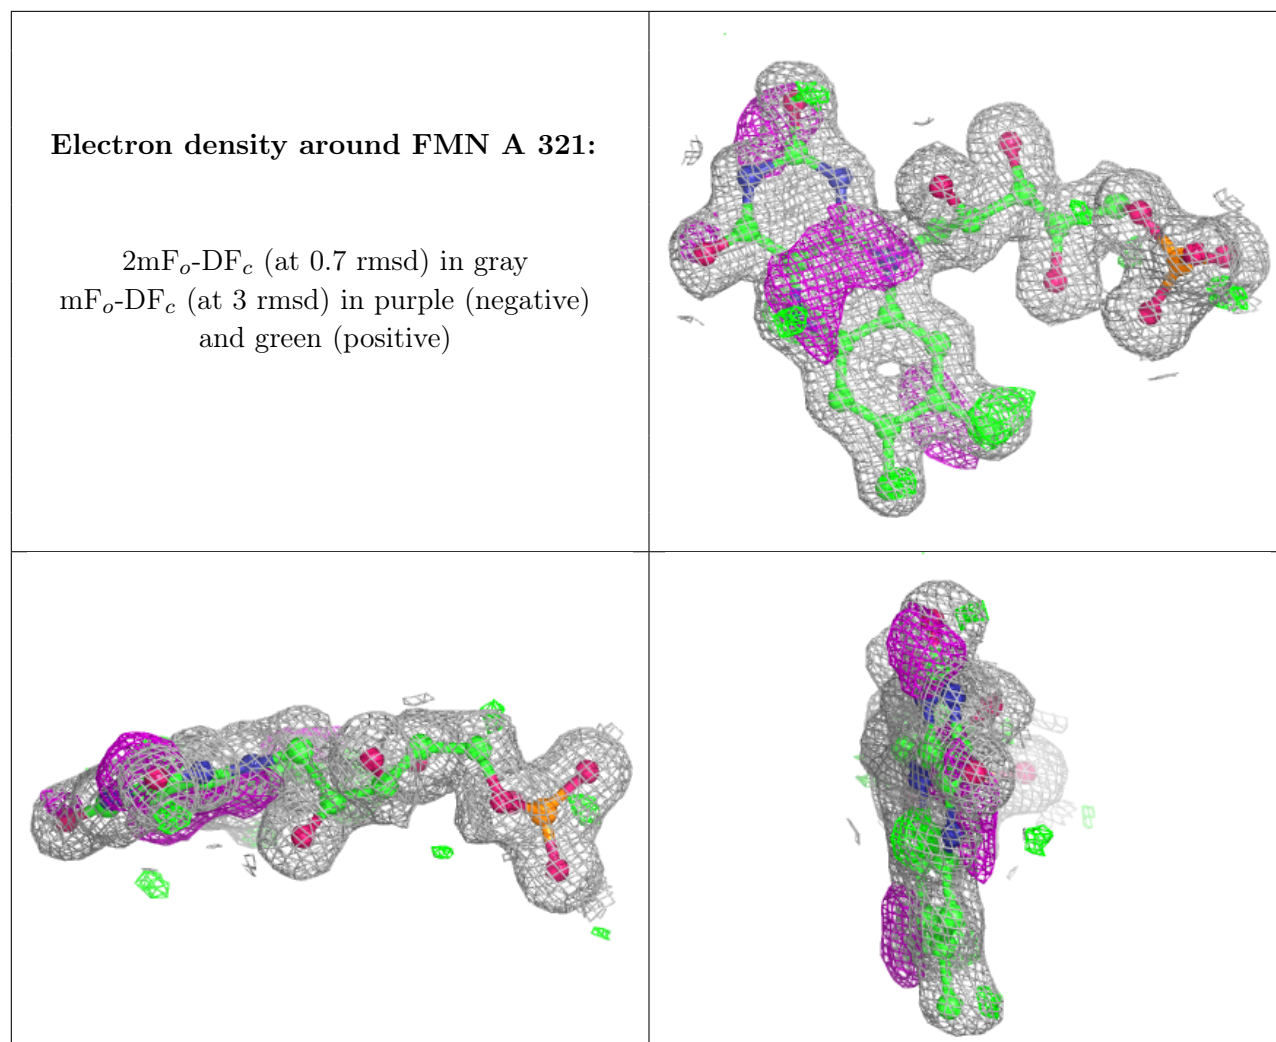 Electron density around FMN A 321:
2mFo-DFc (at 0.7 rmsd) in gray
mFo-DFc (at 3 rmsd) in purple (negative)
and green (positive)